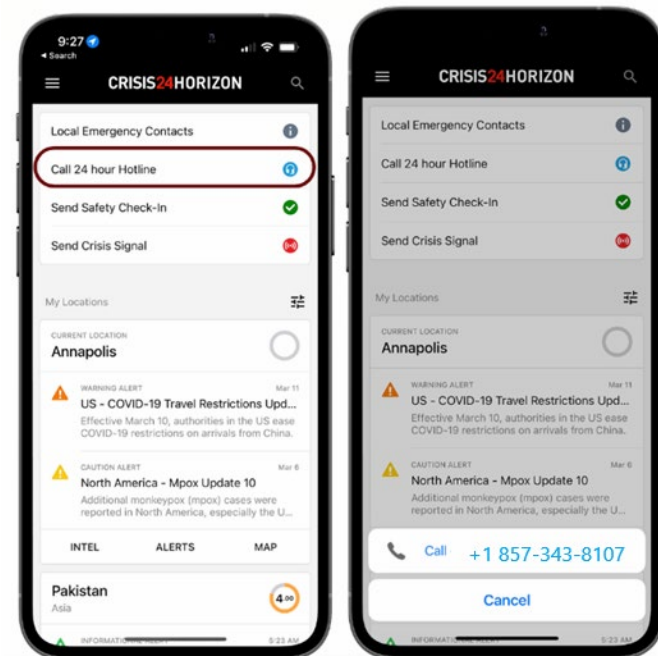 9:27
Search
CRISIS24HORIZON
Local Emergency Contacts
Call 24 hour Hotline
Send Safety Check-In
Send Crisis Signal
My Locations
CURRENT LOCATION
Annapolis
WARNING ALERT Mar 11
US - COVID-19 Travel Restrictions Upd...
Effective March 10, authorities in the US ease
COVID-19 restrictions on arrivals from China.
CAUTION ALERT Mar 6
North America - Mpox Update 10
Additional monkeypox (mpox) cases were
reported in North America, especially the U...
INTEL ALERTS MAP
Pakistan
4.00
Asia
INFORMATIONAL ALERT 5:23 AM
CRISIS24HORIZON
Local Emergency Contacts
Call 24 hour Hotline
Send Safety Check-In
Send Crisis Signal
My Locations
CURRENT LOCATION
Annapolis
WARNING ALERT Mar 11
US - COVID-19 Travel Restrictions Upd...
Effective March 10, authorities in the US ease
COVID-19 restrictions on arrivals from China.
CAUTION ALERT Mar 6
North America - Mpox Update 10
Additional monkeypox (mpox) cases were
reported in North America, especially the U...
Call +1 857-343-8107
Cancel
INFORMATIONAL ALERT 5:23 AM